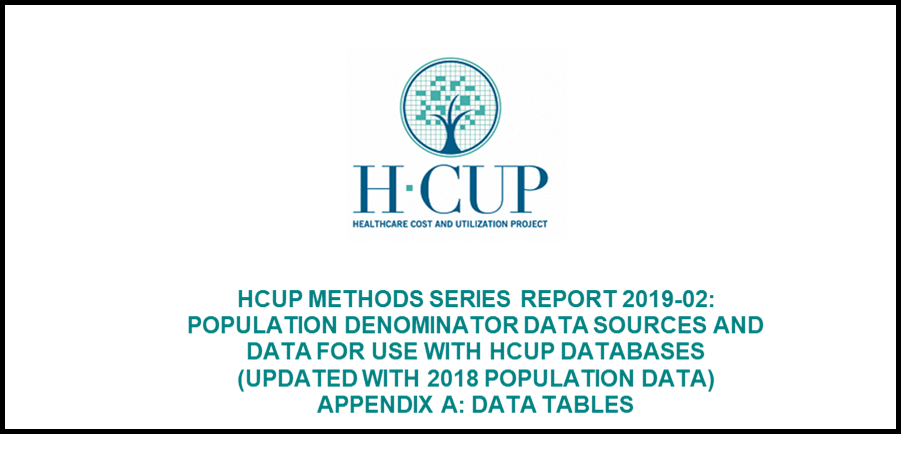 H·CUP
HEALTHCARE COST AND UTILIZATION PROJECT
HCUP METHODS SERIES REPORT 2019-02:
POPULATION DENOMINATOR DATA SOURCES AND
DATA FOR USE WITH HCUP DATABASES
(UPDATED WITH 2018 POPULATION DATA)
APPENDIX A: DATA TABLES